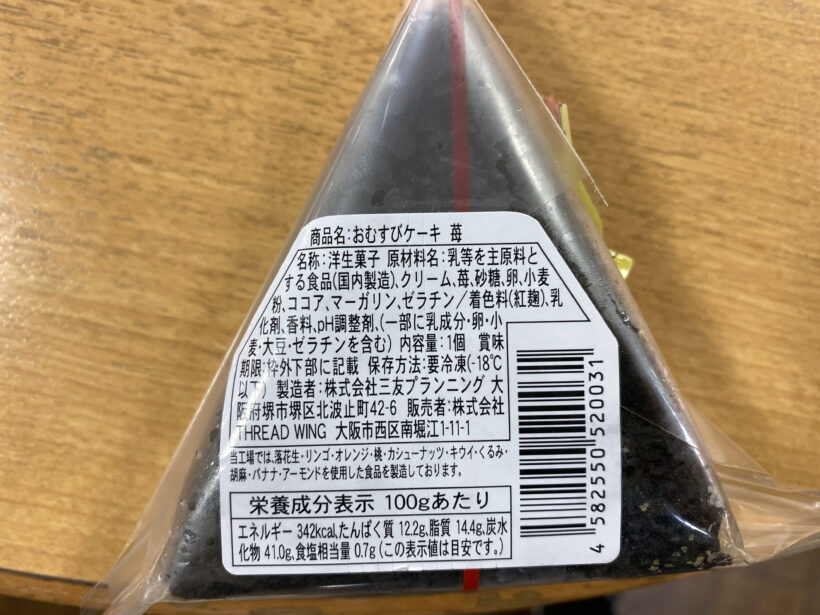 商品名:おむすびケーキ 苺
名称:洋生菓子 原材料名:乳等を主原料と
する食品(国内製造)、クリーム、苺、砂糖、卵、小麦
粉、ココア、マーガリン、ゼラチン/着色料(紅麹)、乳
化剤、香料、pH調整剤、(一部に乳成分・卵・小
麦・大豆・ゼラチンを含む) 内容量:1個 賞味
期限:枠外下部に記載 保存方法:要冷凍(-18℃
以下) 製造者:株式会社三友プランニング 大
阪府堺市堺区北波止町42-6 販売者:株式会社
THREAD WING 大阪市西区南堀江1-11-1
当工場では、落花生・リンゴ・オレンジ・桃・カシューナッツ・キウイ・くるみ・
胡麻・バナナ・アーモンドを使用した食品を製造しております。
栄養成分表示 100gあたり
エネルギー 342kcal,たんぱく質 12.2g,脂質 14.4g,炭水
化物 41.0g,食塩相当量 0.7g (この表示値は目安です。)
4 582550 520031